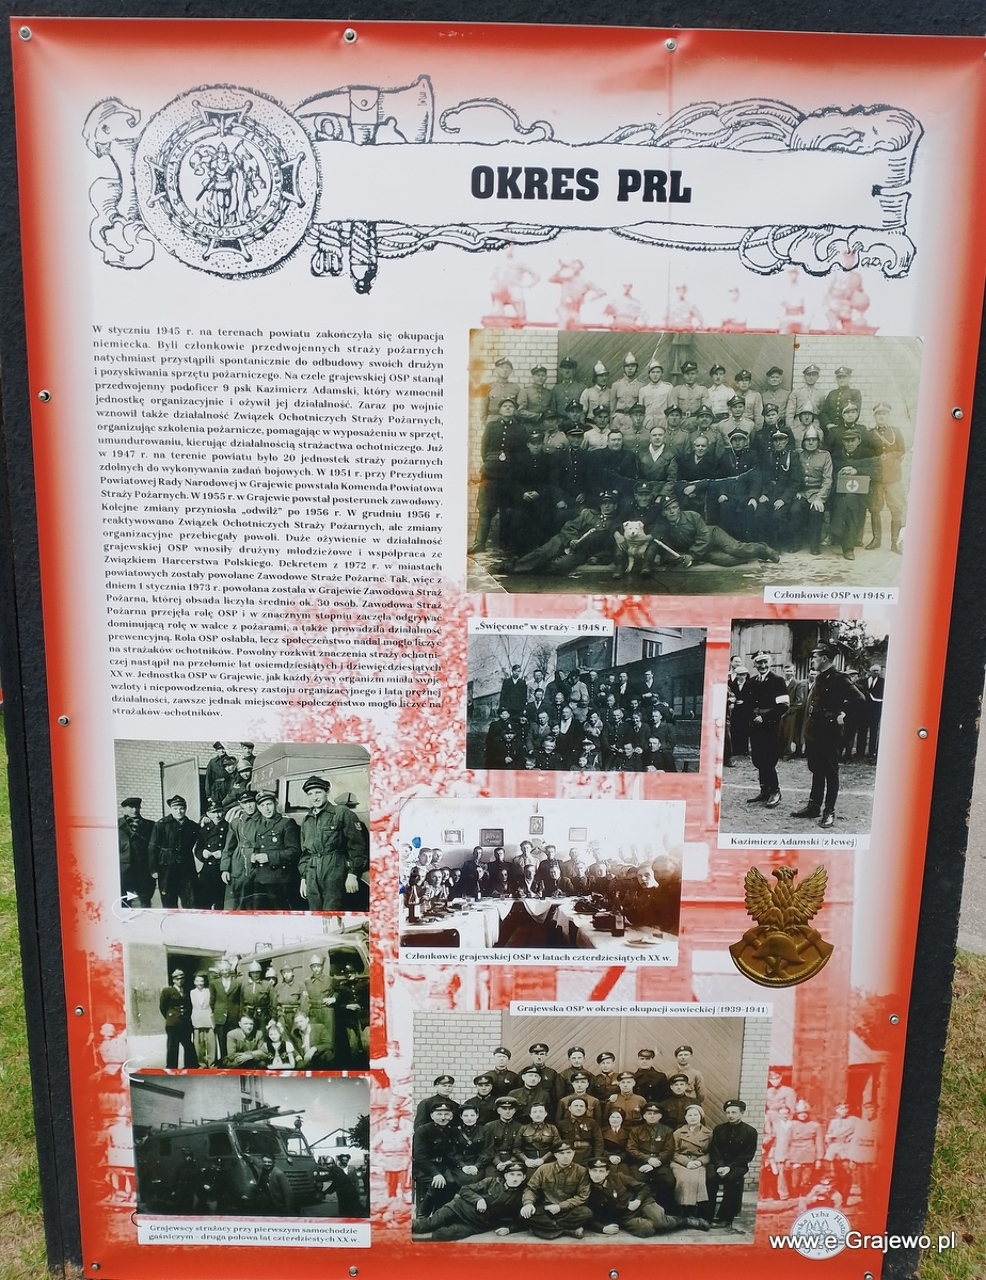 OKRES PRL
W styczniu 1945 r. na terenach powiatu zakończyła się okupacja
niemiecka. Byli członkowie przedwojennych straży pożarnych
natychmiast przystąpili spontanicznie do odbudowy swoich drużyn
i pozyskiwania sprzętu pożarniczego. Na czele grajewskiej OSP stanął
przedwojenny podoficer 9 psk Kazimierz Adamski, który wzmocnił
jednostkę organizacyjnie i ożywił jej działalność. Zaraz po wojnie
wznowił także działalność Związek Ochotniczych Straży Pożarnych,
organizując szkolenia pożarnicze, pomagając w wyposażeniu w sprzęt,
umundurowaniu, kierując działalnością strażactwa ochotniczego. Już
w 1947 r. na terenie powiatu było 20 jednostek straży pożarnych
zdolnych do wykonywania zadań bojowych. W 1951 r. przy Prezydium
Powiatowej Rady Narodowej w Grajewie powstała Komenda Powiatowa
Straży Pożarnych. W 1955 r. w Grajewie powstał posterunek zawodowy.
Kolejne zmiany przyniosła „odwilż” po 1956 r. W grudniu 1956 r.
reaktywowano Związek Ochotniczych Straży Pożarnych, ale zmiany
organizacyjne przebiegały powoli. Duże ożywienie w działalność
grajewskiej OSP wnosiły drużyny młodzieżowe i współpraca ze
Związkiem Harcerstwa Polskiego. Dekretem z 1972 r. w miastach
powiatowych zostały powołane Zawodowe Straże Pożarne. Tak, więc z
dniem 1 stycznia 1973 r. powołana została w Grajewie Zawodowa Straż
Pożarna, której obsada liczyła średnio ok. 30 osób. Zawodowa Straż
Pożarna przejęła rolę OSP i w znacznym stopniu zaczęła odgrywać
dominującą rolę w walce z pożarami, a także prowadziła działalność
prewencyjną. Rola OSP osłabła, lecz społeczeństwo nadal mogło liczyć
na strażaków ochotników. Powolny rozkwit znaczenia straży ochotni-
czej nastąpił na przełomie lat osiemdziesiątych i dziewięćdziesiątych
XX w. Jednostka OSP w Grajewie, jak każdy żywy organizm miała swoje
wzloty i niepowodzenia, okresy zastoju organizacyjnego i lata prężnej
działalności, zawsze jednak miejscowe społeczeństwo mogło liczyć na
strażaków-ochotników.
Członkowie OSP w 1948 r.
„Święcone” w straży - 1948 r.
Kazimierz Adamski (z lewej)
Członkowie grajewskiej OSP w latach czterdziesiątych XX w.
Grajewska OSP w okresie okupacji sowieckiej (1939-1941)
Grajewscy strażacy przy pierwszym samochodzie
gaśniczym - druga połowa lat czterdziestych XX w.
www.e-Grajewo.pl